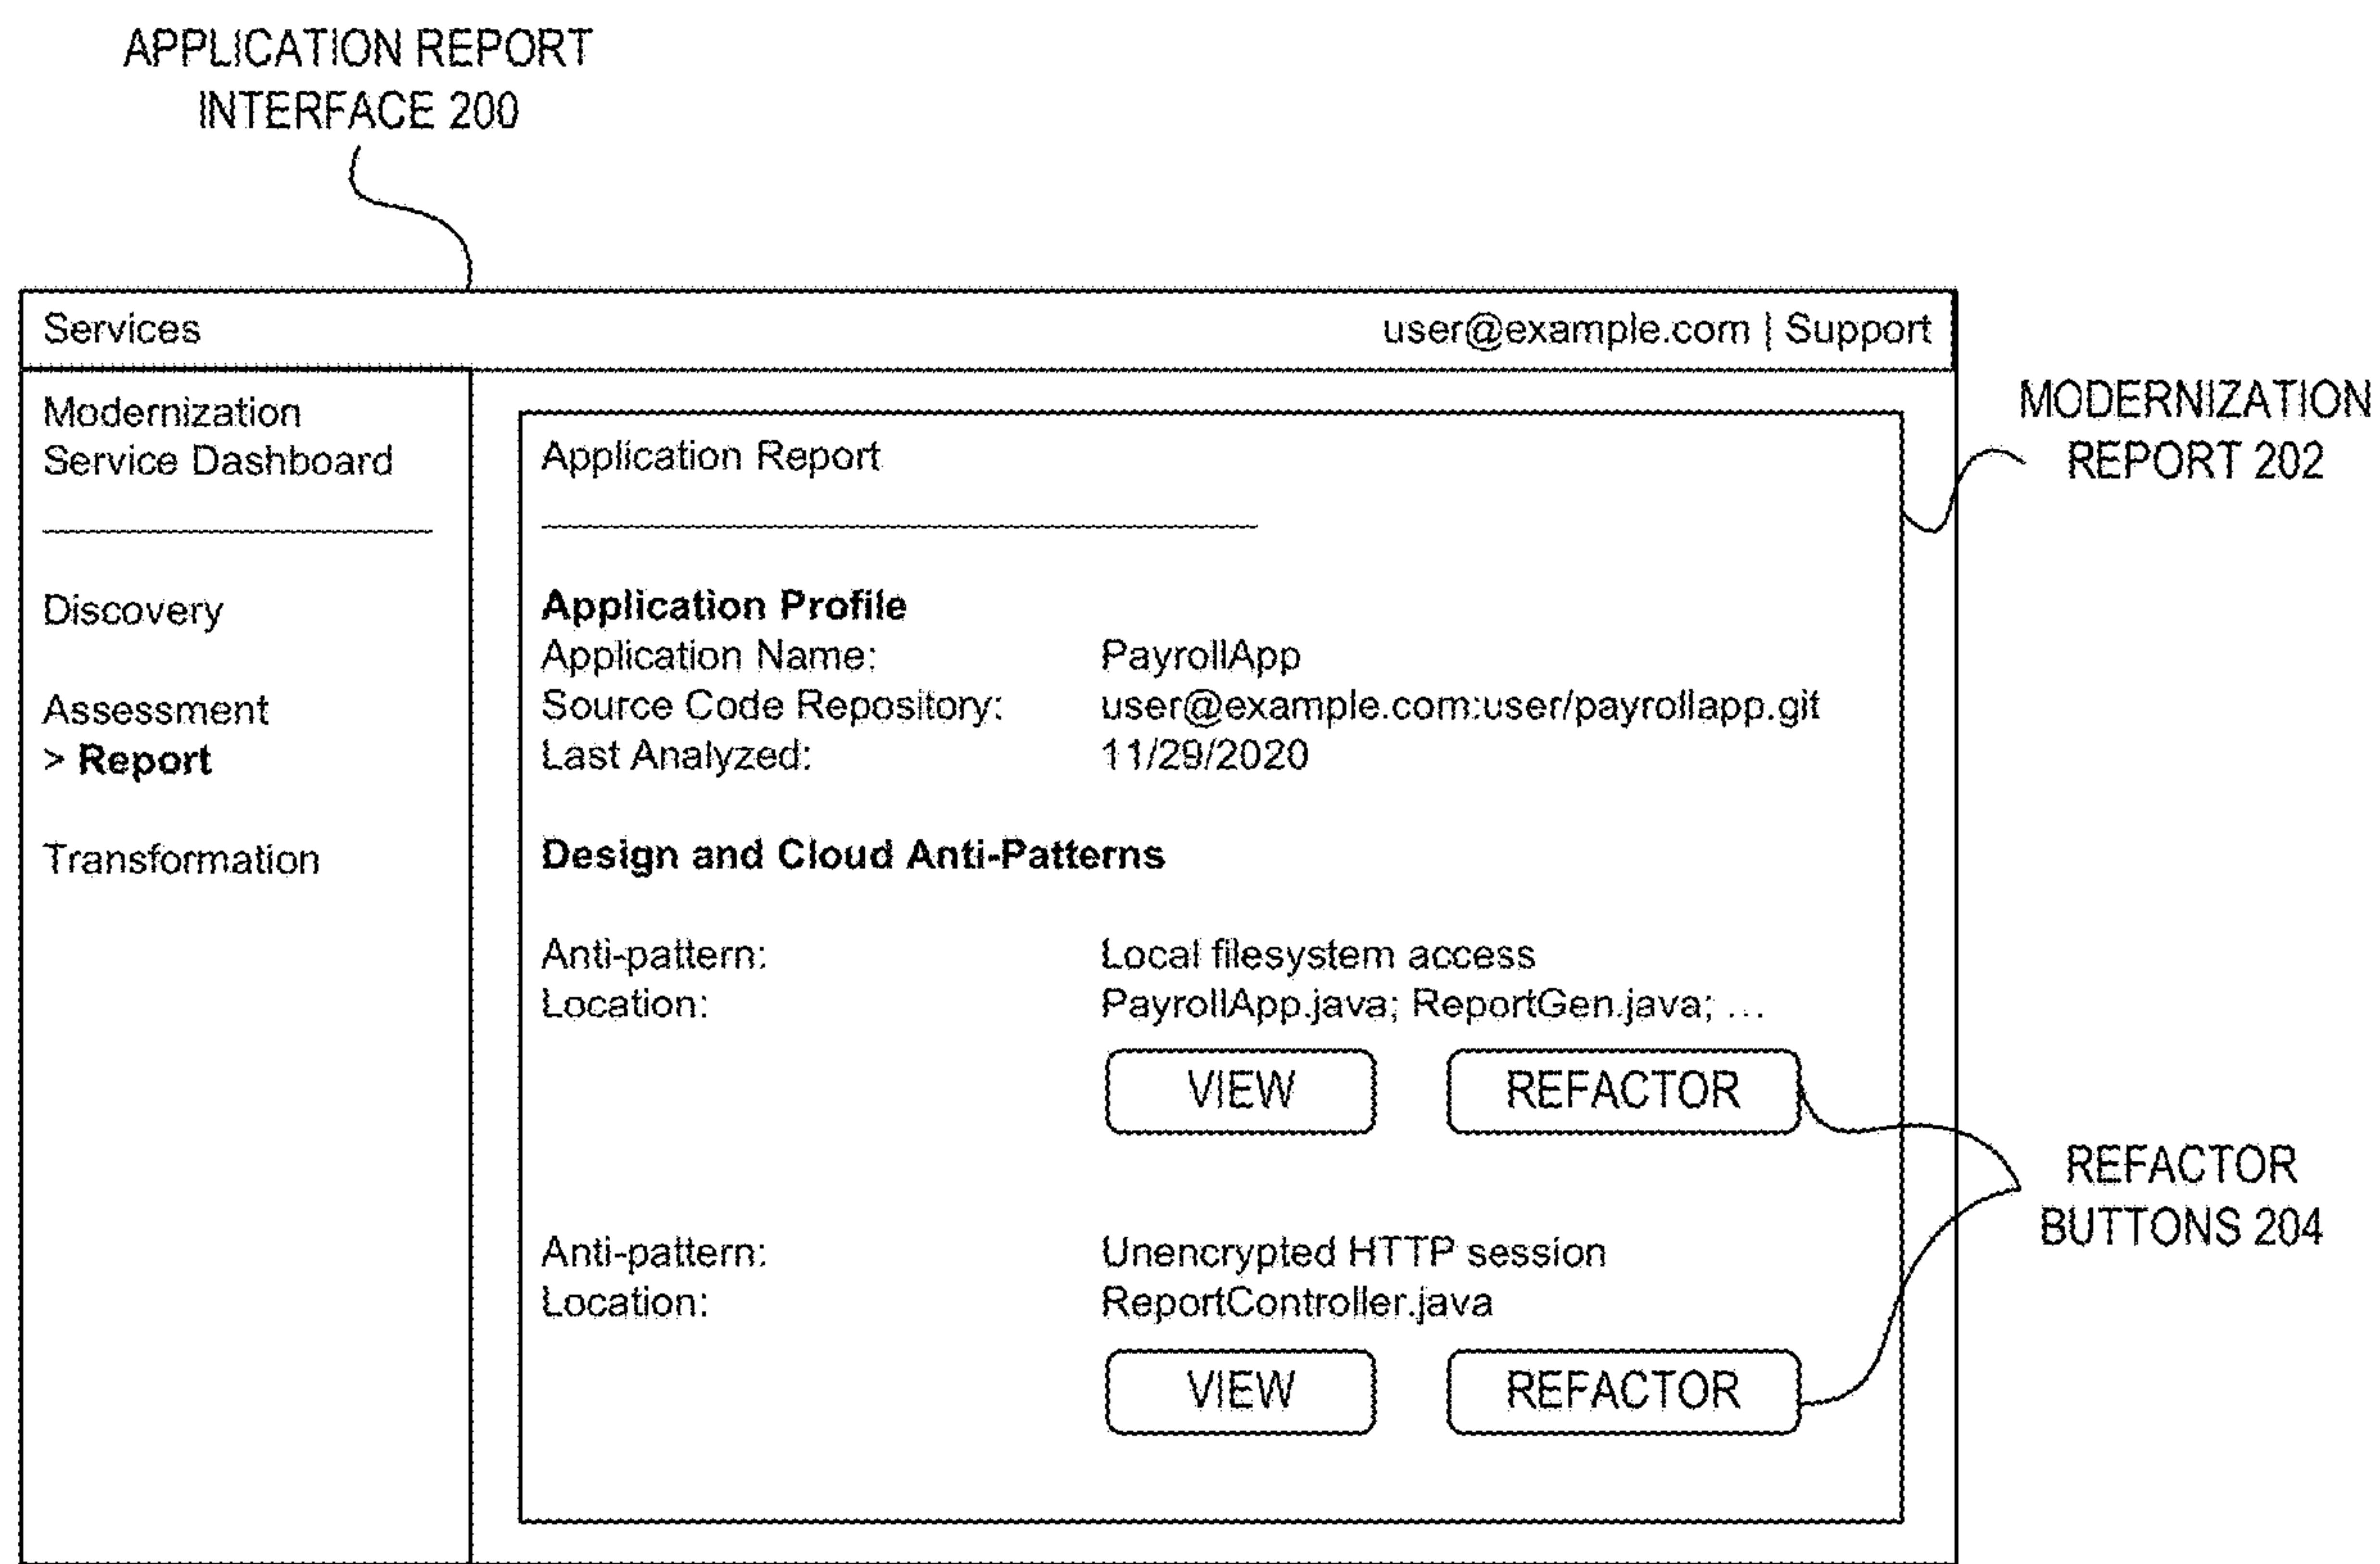 APPLICATION REPORT
INTERFACE 200
Services
user@example.com | Support
Modernization
Service Dashboard
Discovery
Assessment
> Report
Transformation
Application Report
Application Profile
Application Name: PayrollApp
Source Code Repository: user@example.com:user/payrollapp.git
Last Analyzed: 11/29/2020
Design and Cloud Anti-Patterns
Anti-pattern: Local filesystem access
Location: PayrollApp.java; ReportGen.java; ...
VIEW REFACTOR
Anti-pattern: Unencrypted HTTP session
Location: ReportController.java
VIEW REFACTOR
MODERNIZATION
REPORT 202
REFACTOR
BUTTONS 204